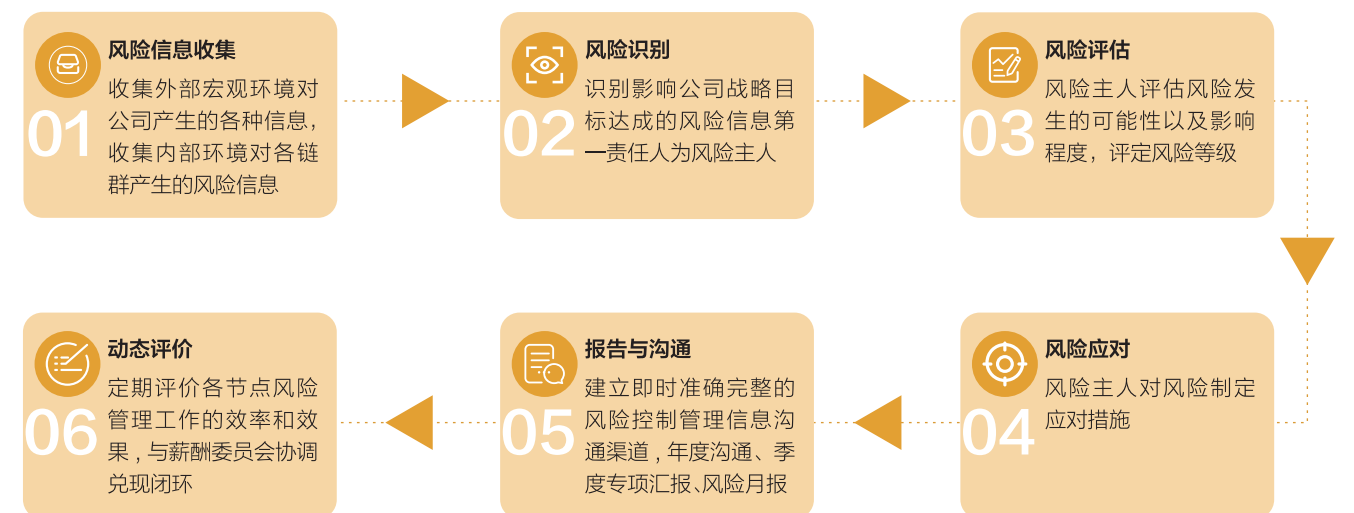 01
风险信息收集
收集外部宏观环境对
公司产生的各种信息，
收集内部环境对各链
群产生的风险信息
02
风险识别
识别影响公司战略目
标达成的风险信息第
一责任人为风险主人
03
风险评估
风险主人评估风险发
生的可能性以及影响
程度，评定风险等级
04
风险应对
风险主人对风险制定
应对措施
05
报告与沟通
建立即时准确完整的
风险控制管理信息沟
通渠道，年度沟通、季
度专项汇报、风险月报
06
动态评价
定期评价各节点风险
管理工作的效率和效
果，与薪酬委员会协调
兑现闭环